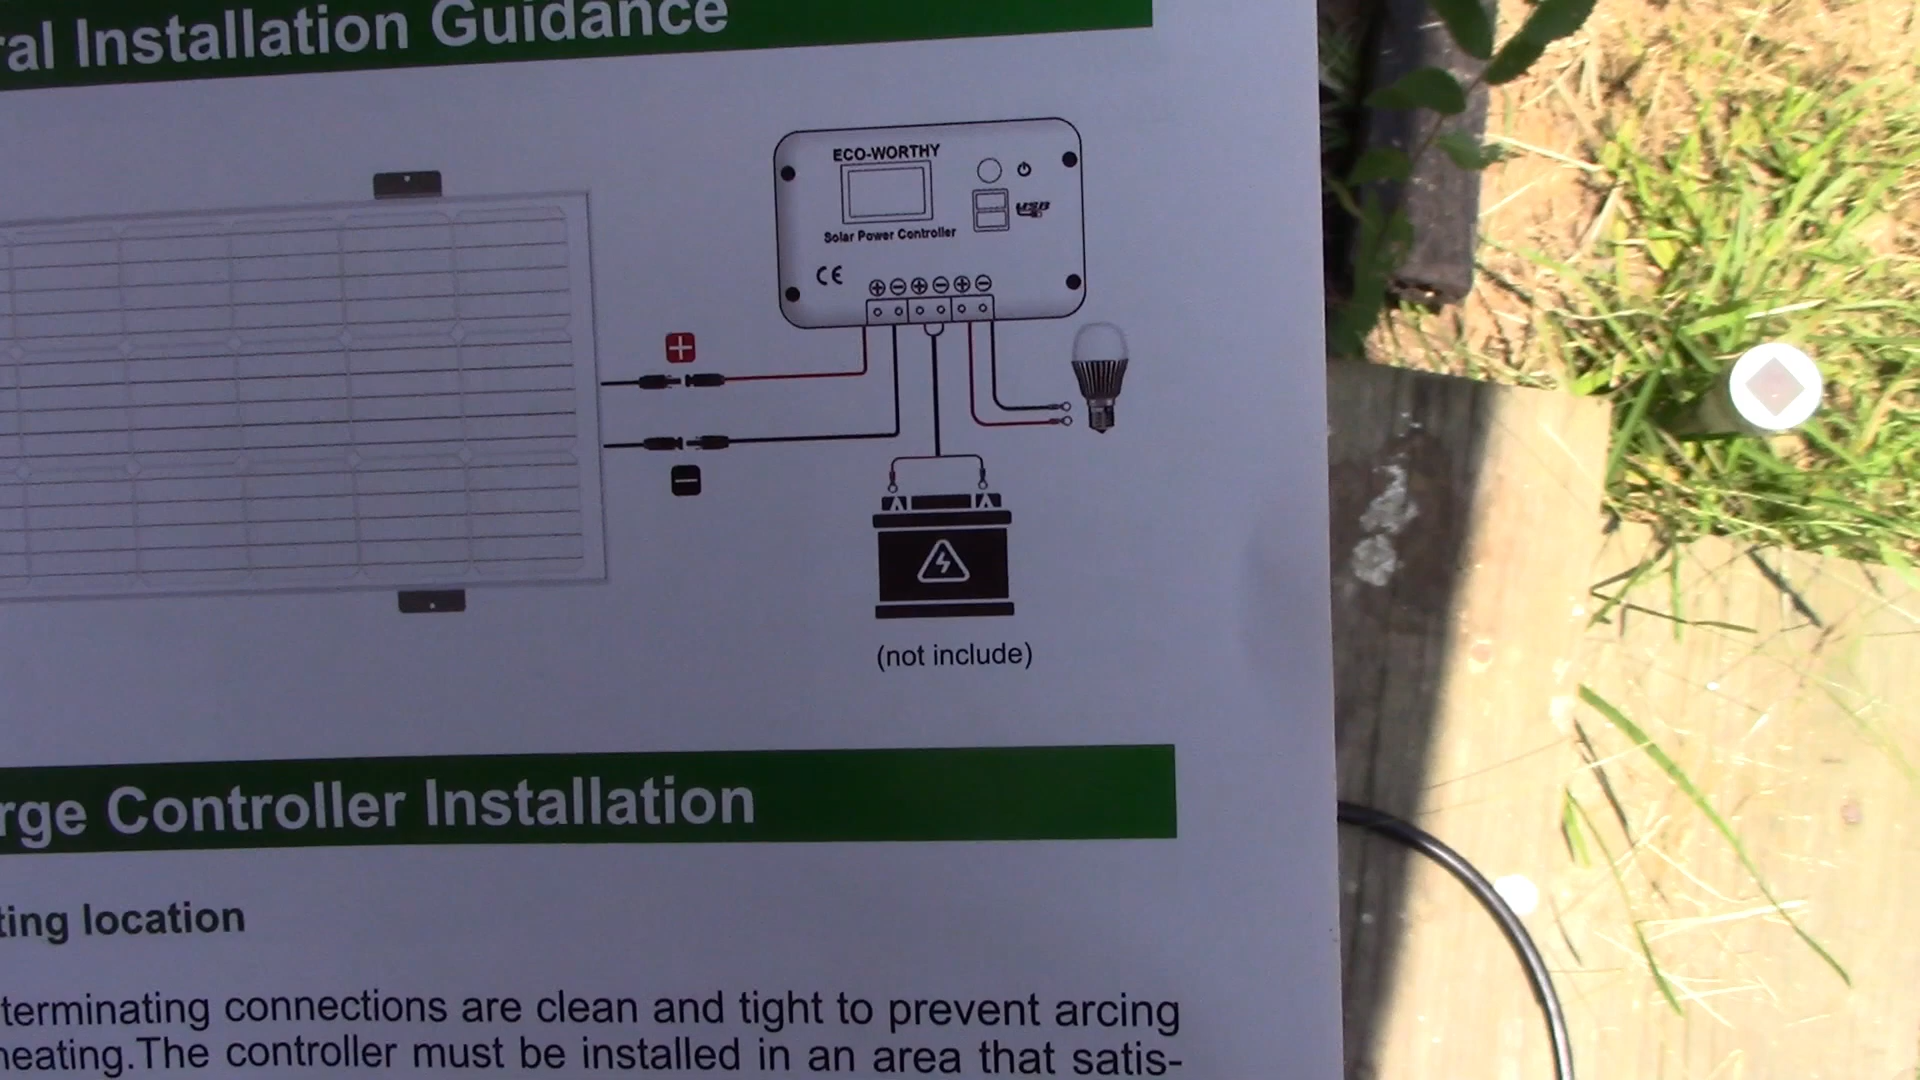 ral Installation Guidance
ECO-WORTHY
USB
Solar Power Controller
CE
+ - + - + -
+
-
(not include)
rge Controller Installation
ting location
terminating connections are clean and tight to prevent arcing
heating.The controller must be installed in an area that satis-